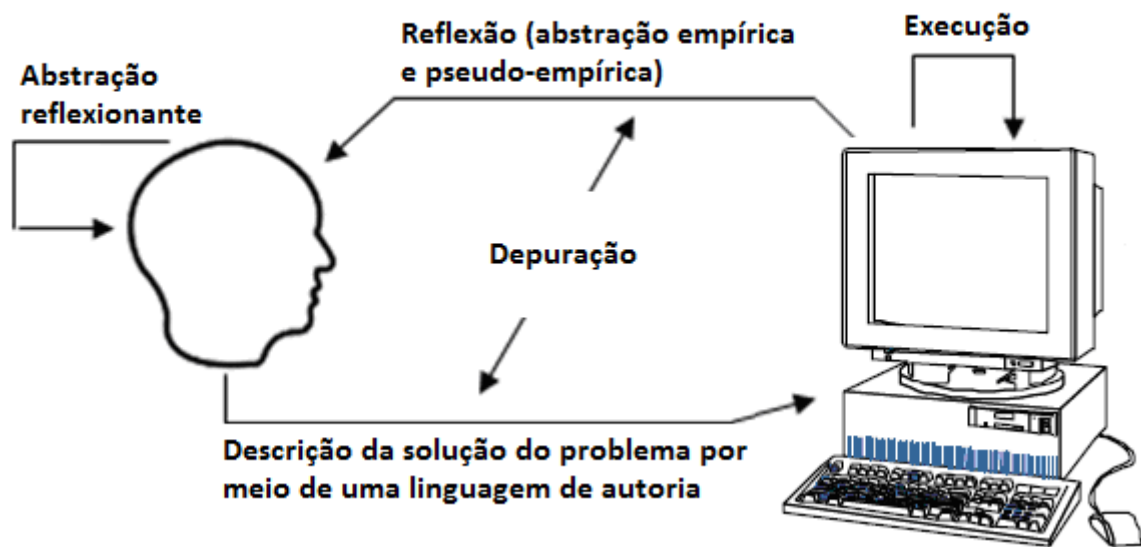 Reflexão (abstração empírica
e pseudo-empírica)
Execução
Abstração
reflexionante
Depuração
Descrição da solução do problema por
meio de uma linguagem de autoria